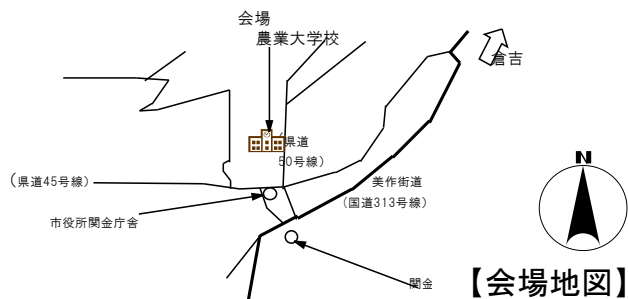 会場
農業大学校
倉吉
(県道
50号線)
(県道45号線)
美作街道
(国道313号線)
市役所関金庁舎
関金
N
【会場地図】